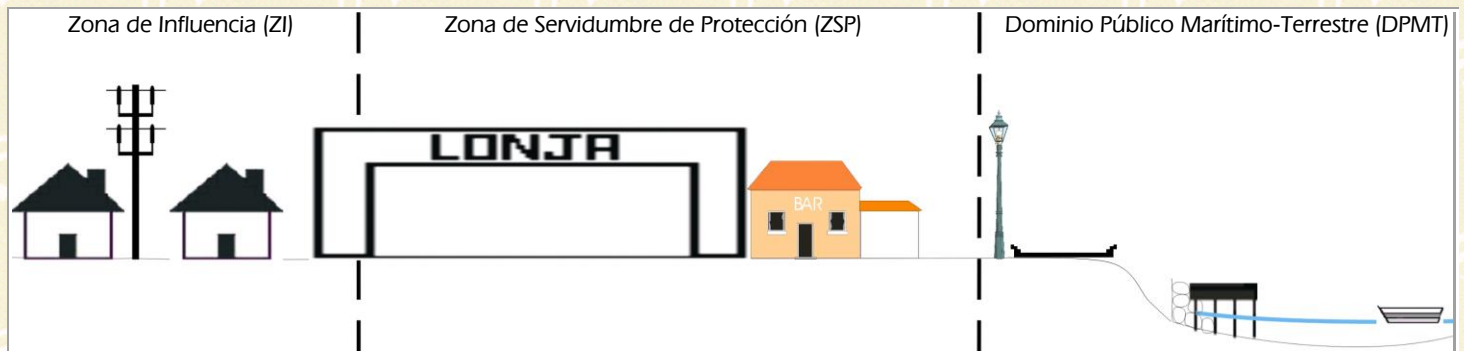 Zona de Influencia (ZI)
Zona de Servidumbre de Protección (ZSP)
Dominio Público Marítimo-Terrestre (DPMT)
LONJA
BAR